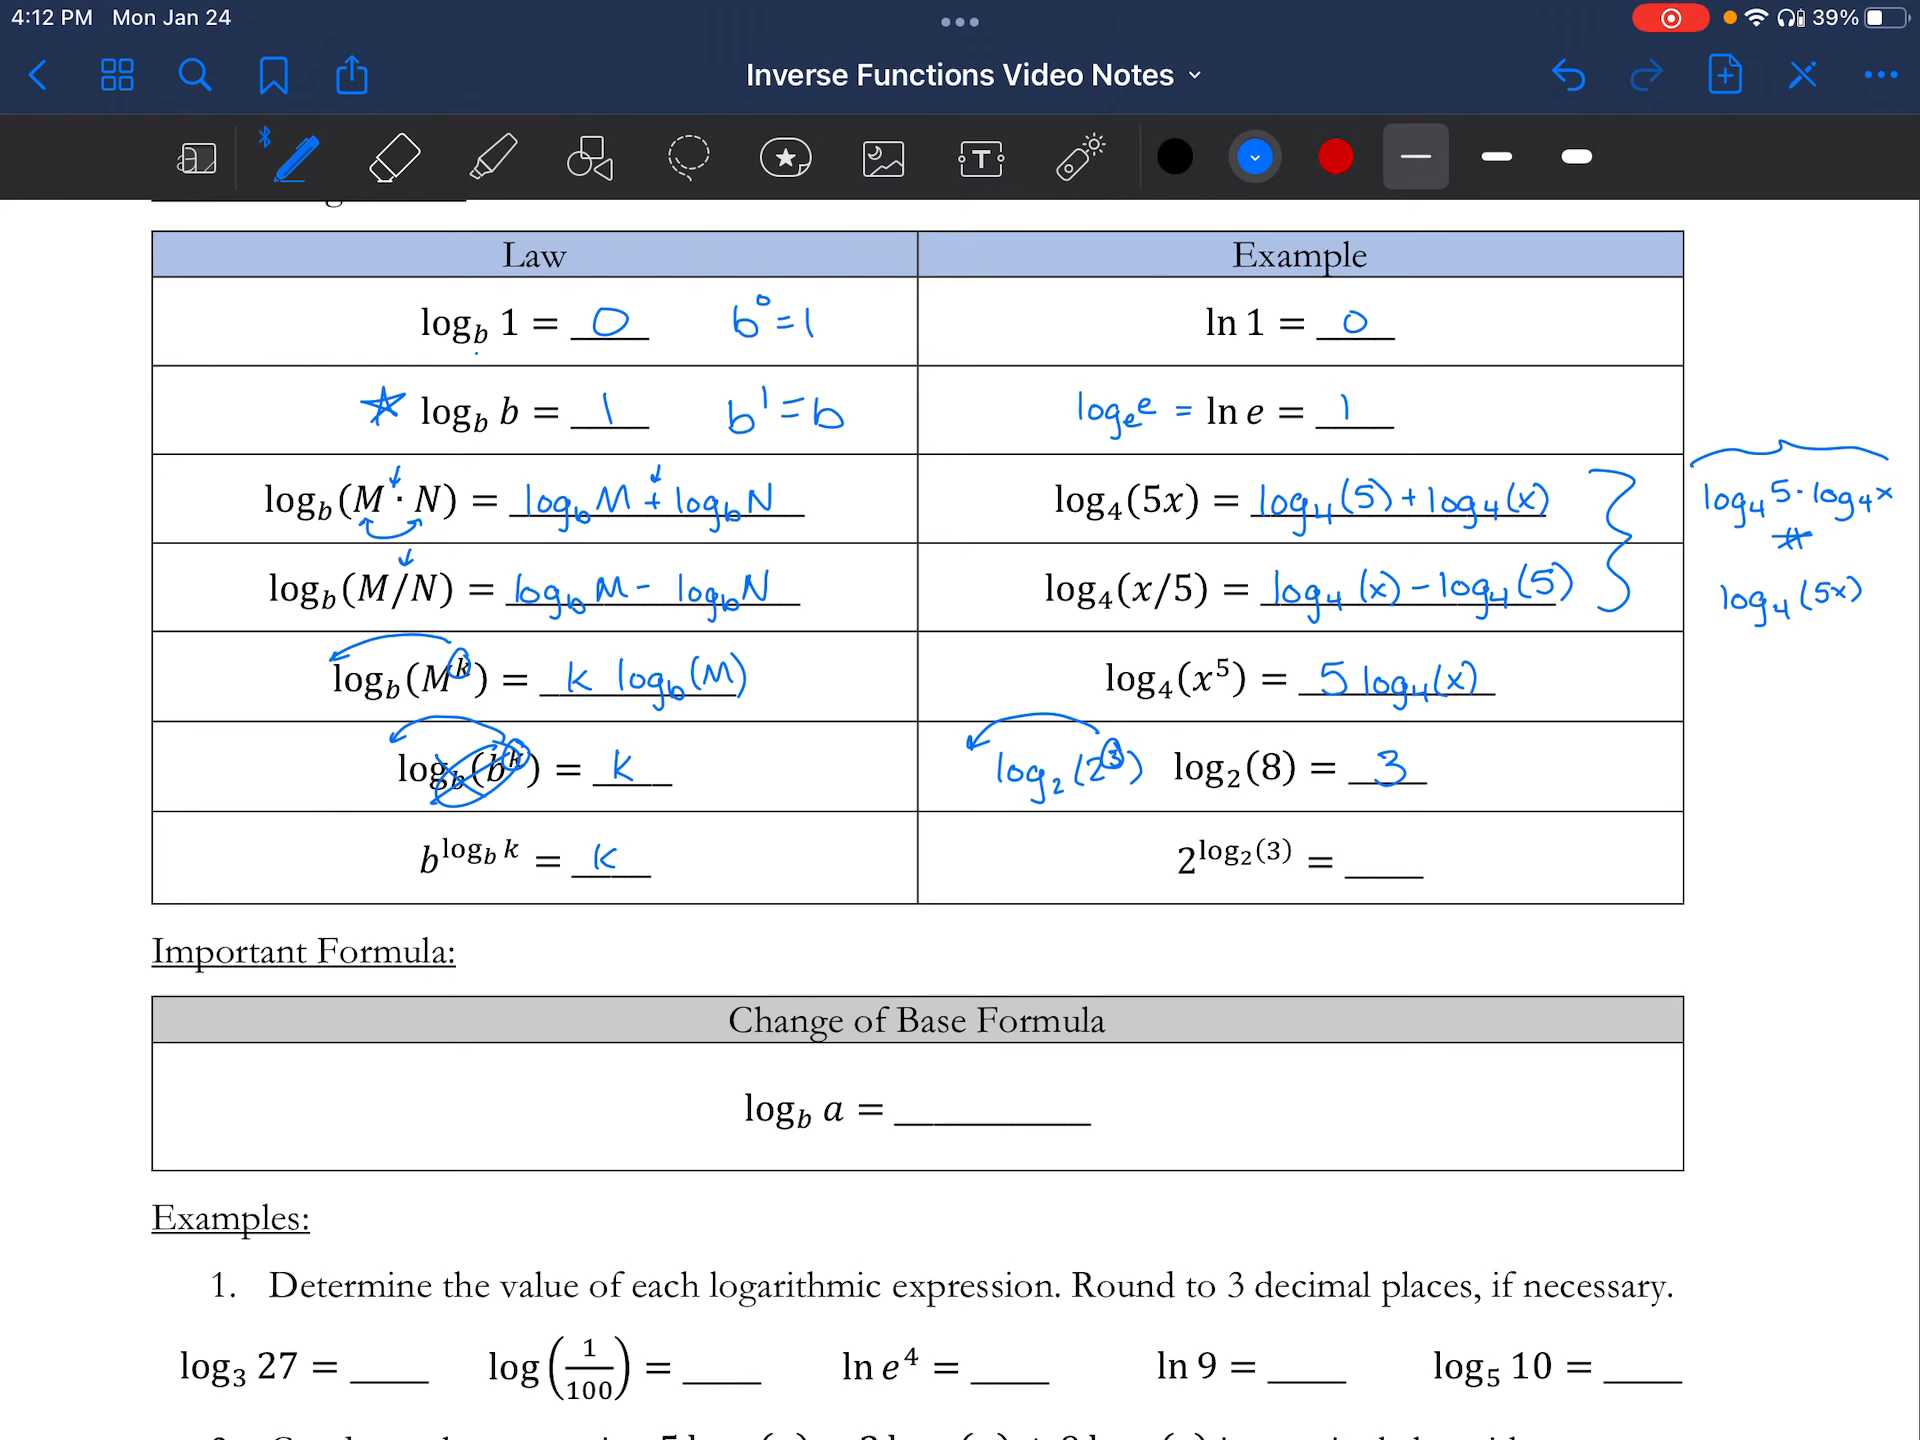 4:12 PM Mon Jan 24
39%
Inverse Functions Video Notes
Law Example
log_b 1 = 0 b^0 = 1 ln 1 = 0
log_b b = 1 b^1 = b log_e e = ln e = 1
log_b(M · N) = log_b M + log_b N log_4(5x) = log_4(5) + log_4(x) log_4 5 · log_4 x
log_b(M/N) = log_b M - log_b N log_4(x/5) = log_4(x) - log_4(5) log_4(5x)
log_b(M^k) = k log_b(M) log_4(x^5) = 5 log_4(x)
log_b(b^k) = k log_2(2^3) log_2(8) = 3
b^{log_b k} = k 2^{log_2(3)} = ____
Important Formula:
Change of Base Formula
log_b a = __________
Examples:
1. Determine the value of each logarithmic expression. Round to 3 decimal places, if necessary.
log_3 27 = ____ log(1/100) = ____ ln e^4 = ____ ln 9 = ____ log_5 10 = ____